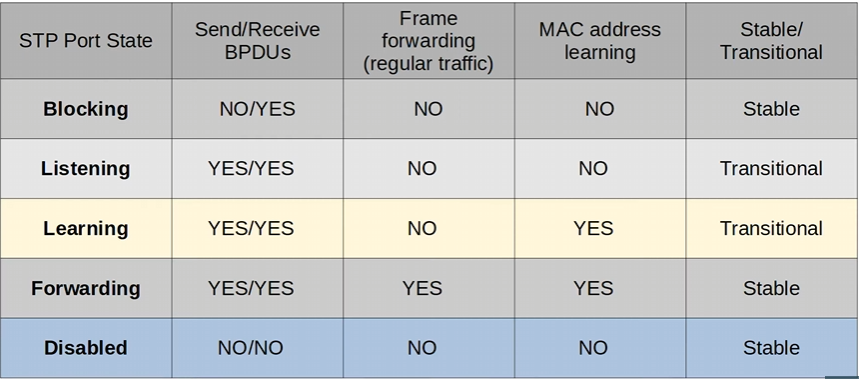 STP Port State
Send/Receive
BPDUs
Frame
forwarding
(regular traffic)
MAC address
learning
Stable/
Transitional
Blocking
NO/YES
NO
NO
Stable
Listening
YES/YES
NO
NO
Transitional
Learning
YES/YES
NO
YES
Transitional
Forwarding
YES/YES
YES
YES
Stable
Disabled
NO/NO
NO
NO
Stable